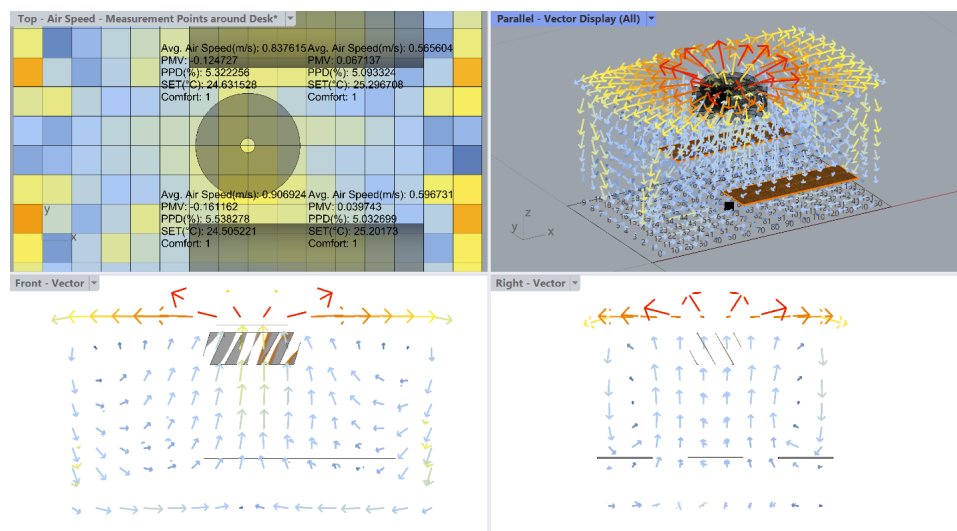 Top - Air Speed - Measurement Points around Desk*
Parallel - Vector Display (All)
Avg. Air Speed(m/s): 0.837615
PMV: -0.124727
PPD(%): 5.322256
SET(°C): 24.631528
Comfort: 1
Avg. Air Speed(m/s): 0.565604
PMV: 0.067137
PPD(%): 5.093324
SET(°C): 25.296708
Comfort: 1
Avg. Air Speed(m/s): 0.906924
PMV: -0.161162
PPD(%): 5.538278
SET(°C): 24.505221
Comfort: 1
Avg. Air Speed(m/s): 0.596731
PMV: 0.039743
PPD(%): 5.032699
SET(°C): 25.20173
Comfort: 1
y
x
z
y
x
Front - Vector
Right - Vector